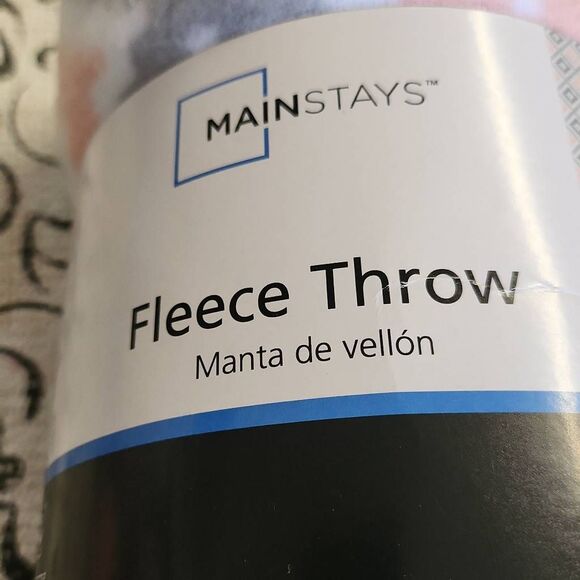 MAINSTAYS™
Fleece Throw
Manta de vellón